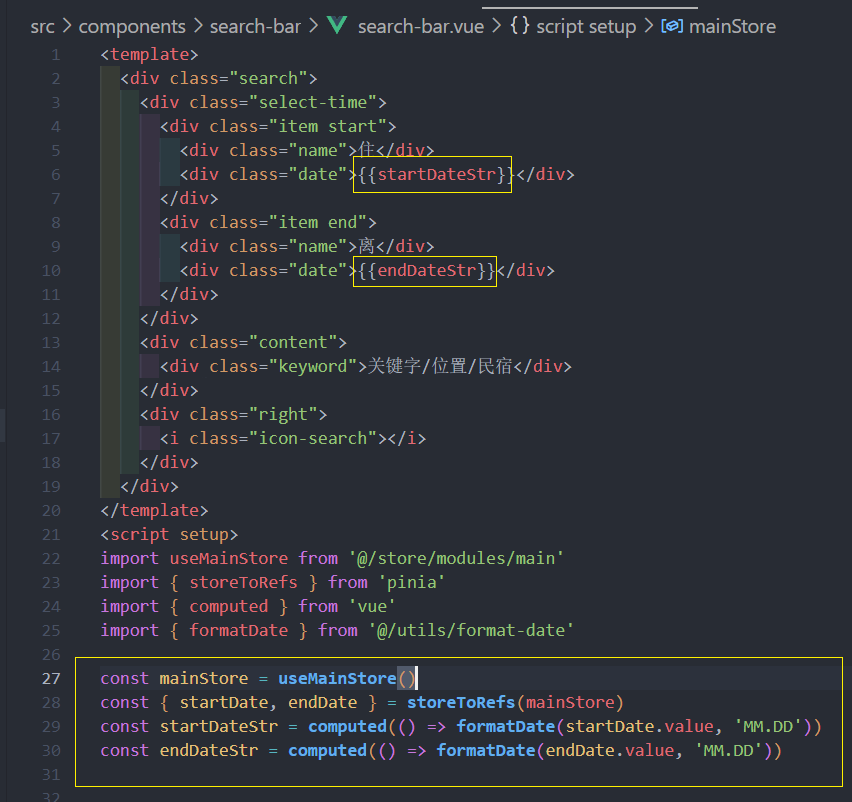 src > components > search-bar > search-bar.vue > {} script setup > mainStore
1 <template>
2 <div class="search">
3 <div class="select-time">
4 <div class="item start">
5 <div class="name">住</div>
6 <div class="date">{{startDateStr}}</div>
7 </div>
8 <div class="item end">
9 <div class="name">离</div>
10 <div class="date">{{endDateStr}}</div>
11 </div>
12 </div>
13 <div class="content">
14 <div class="keyword">关键字/位置/民宿</div>
15 </div>
16 <div class="right">
17 <i class="icon-search"></i>
18 </div>
19 </div>
20 </template>
21 <script setup>
22 import useMainStore from '@/store/modules/main'
23 import { storeToRefs } from 'pinia'
24 import { computed } from 'vue'
25 import { formatDate } from '@/utils/format-date'
26
27 const mainStore = useMainStore()
28 const { startDate, endDate } = storeToRefs(mainStore)
29 const startDateStr = computed(() => formatDate(startDate.value, 'MM.DD'))
30 const endDateStr = computed(() => formatDate(endDate.value, 'MM.DD'))
31
32